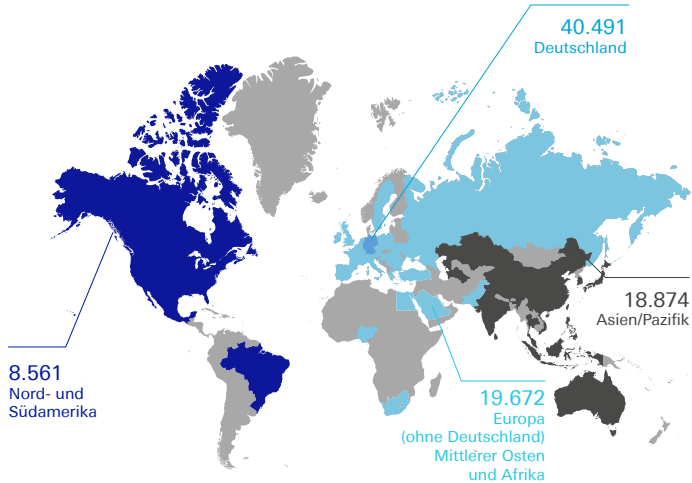 40.491
Deutschland
18.874
Asien/Pazifik
8.561
Nord- und
Südamerika
19.672
Europa
(ohne Deutschland)
Mittlerer Osten
und Afrika